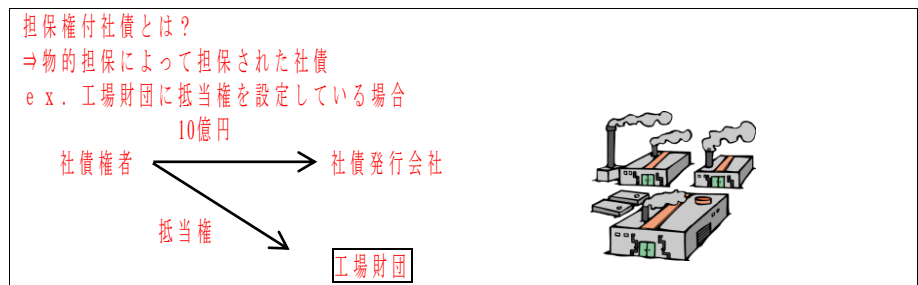 担保権付社債とは？
⇒物的担保によって担保された社債
ｅｘ．工場財団に抵当権を設定している場合
10億円
社債権者
社債発行会社
抵当権
工場財団